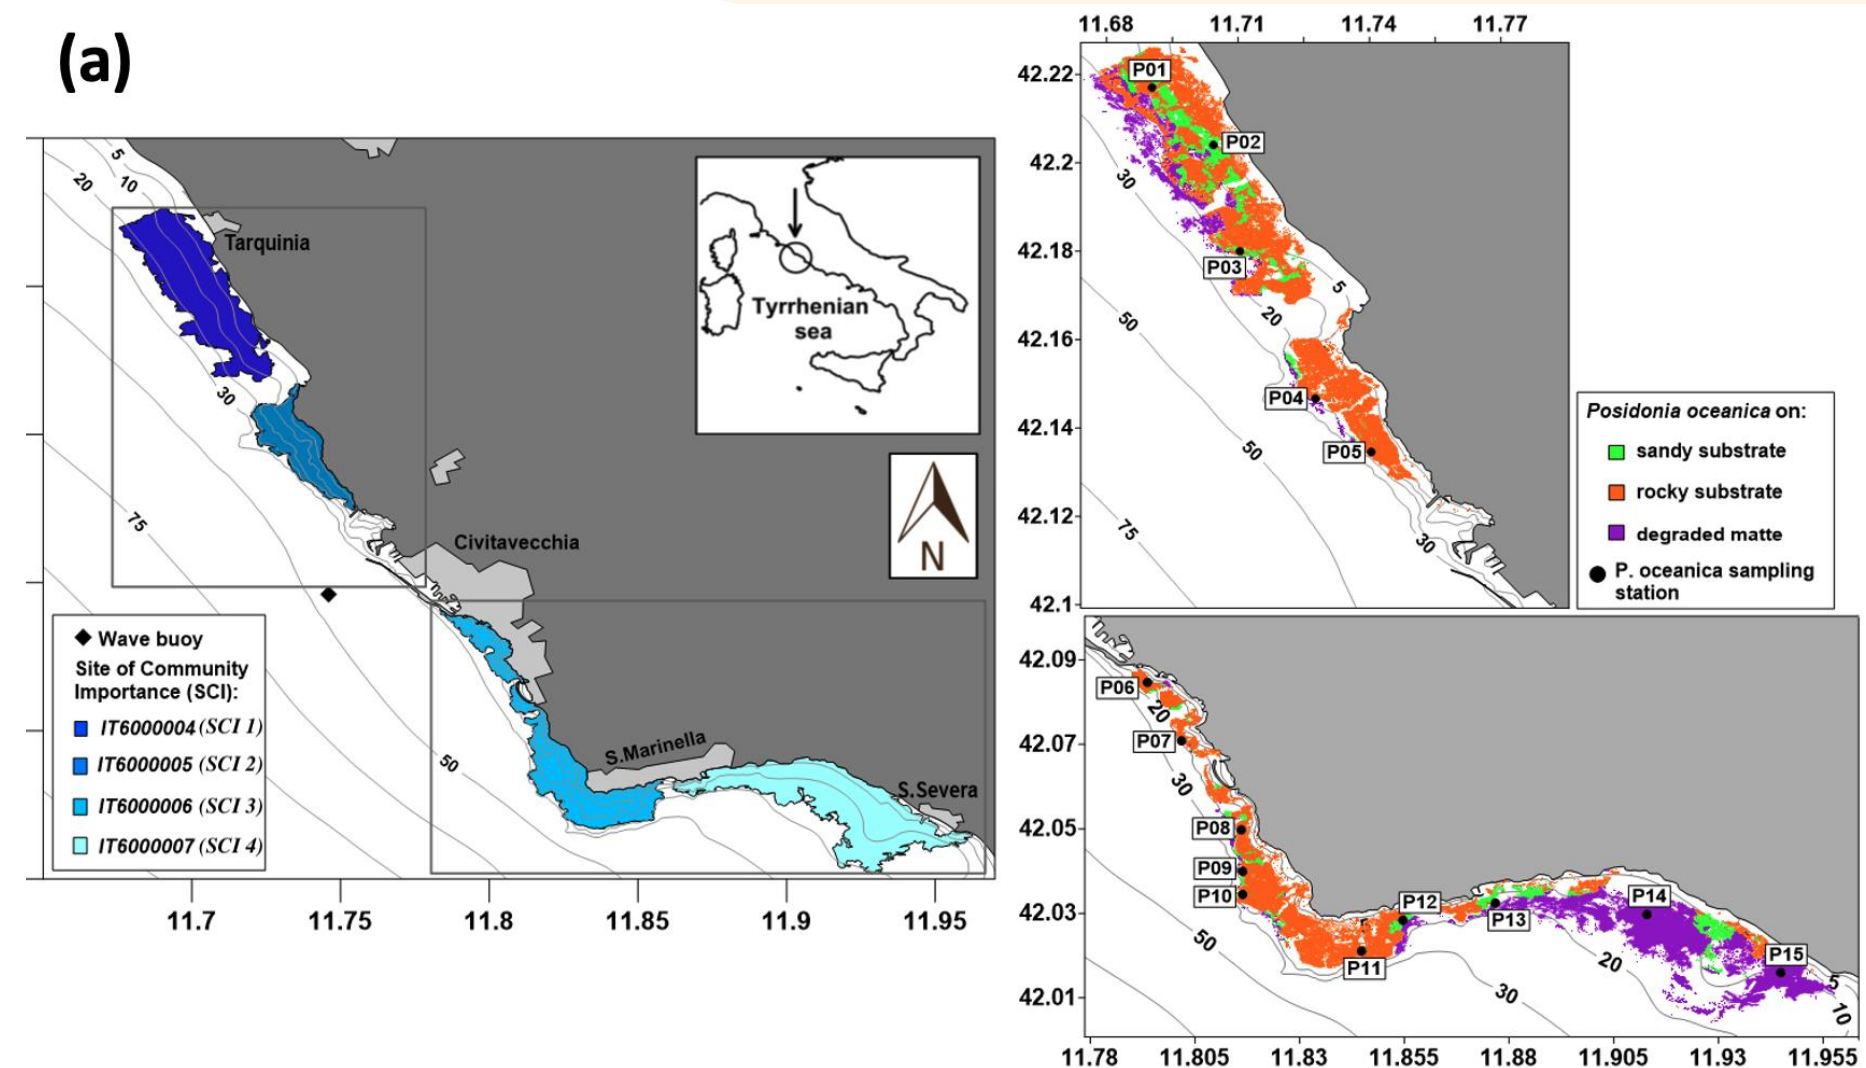 (a)
5
10
20
30
75
50
Tarquinia
Civitavecchia
S.Marinella
S.Severa
Tyrrhenian
sea
N
Wave buoy
Site of Community
Importance (SCI):
IT6000004 (SCI 1)
IT6000005 (SCI 2)
IT6000006 (SCI 3)
IT6000007 (SCI 4)
11.7 11.75 11.8 11.85 11.9 11.95
11.68 11.71 11.74 11.77
42.22
42.2
42.18
42.16
42.14
42.12
42.1
P01
P02
P03
P04
P05
30
5
20
50
50
75
30
Posidonia oceanica on:
sandy substrate
rocky substrate
degraded matte
P. oceanica sampling
station
42.09
42.07
42.05
42.03
42.01
P06
20
P07
30
P08
P09
P10
P12
P14
P13
P11
P15
50
20
30
5
10
11.78 11.805 11.83 11.855 11.88 11.905 11.93 11.955